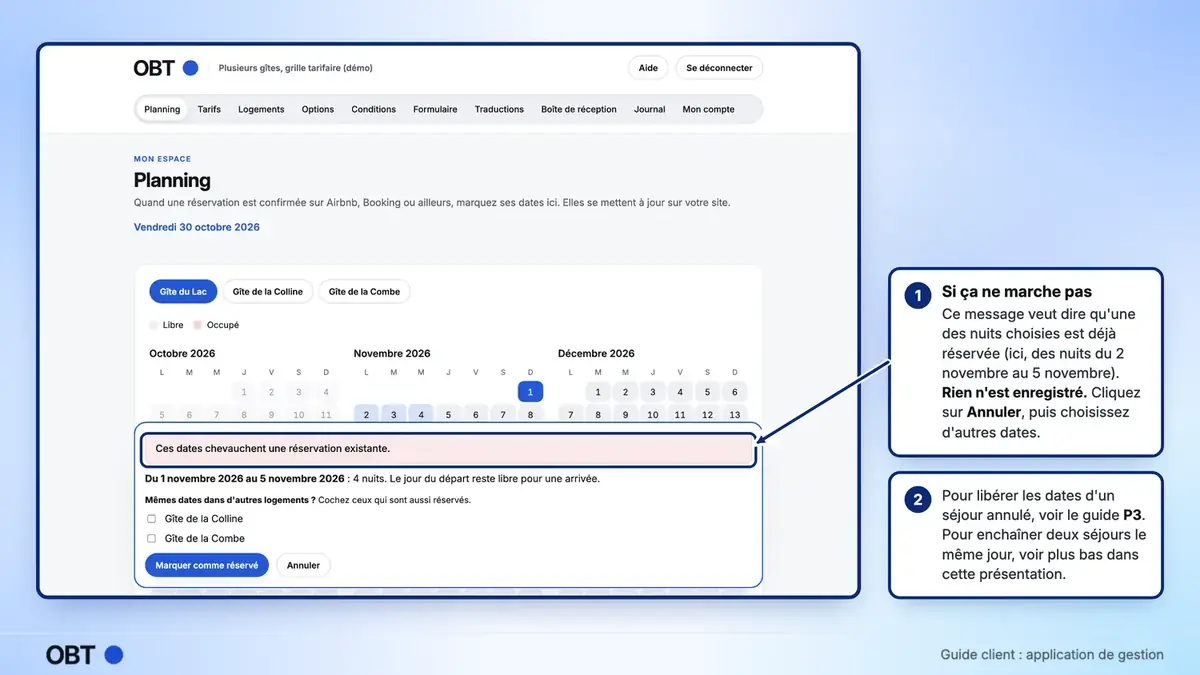 OBT
Plusieurs gîtes, grille tarifaire (démo)
Aide
Se déconnecter
Planning
Tarifs
Logements
Options
Conditions
Formulaire
Traductions
Boîte de réception
Journal
Mon compte
MON ESPACE
Planning
Quand une réservation est confirmée sur Airbnb, Booking ou ailleurs, marquez ses dates ici. Elles se mettent à jour sur votre site.
Vendredi 30 octobre 2026
Gîte du Lac
Gîte de la Colline
Gîte de la Combe
Libre
Occupé
Octobre 2026
L M M J V S D
1 2 3 4
5 6 7 8 9 10 11
Novembre 2026
L M M J V S D
1
2 3 4 5 6 7 8
Décembre 2026
L M M J V S D
1 2 3 4 5 6
7 8 9 10 11 12 13
Ces dates chevauchent une réservation existante.
Du 1 novembre 2026 au 5 novembre 2026 : 4 nuits. Le jour du départ reste libre pour une arrivée.
Mêmes dates dans d'autres logements ? Cochez ceux qui sont aussi réservés.
Gîte de la Colline
Gîte de la Combe
Marquer comme réservé
Annuler
1
Si ça ne marche pas
Ce message veut dire qu'une
des nuits choisies est déjà
réservée (ici, des nuits du 2
novembre au 5 novembre).
Rien n'est enregistré. Cliquez
sur Annuler, puis choisissez
d'autres dates.
2
Pour libérer les dates d'un
séjour annulé, voir le guide P3.
Pour enchaîner deux séjours le
même jour, voir plus bas dans
cette présentation.
OBT
Guide client : application de gestion